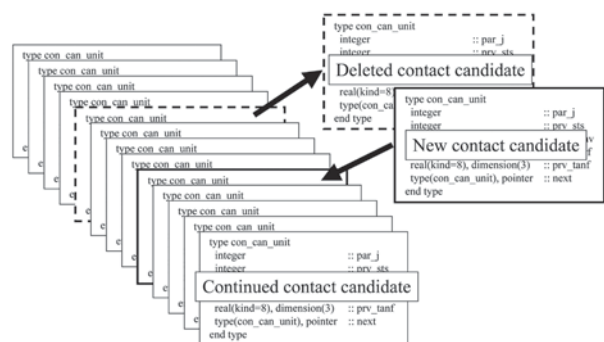 type con_can_unit
type con_can_unit
type con_can_unit
type con_can_unit
type con_can_unit
type con_can_unit
type con_can_unit
type con_can_unit
type con_can_unit
type con_can_unit
type con_can_unit
type con_can_unit
type con_can_unit
integer :: par_j
integer :: prv_sts
Continued contact candidate
real(kind=8), dimension(3) :: prv_tanf
type(con_can_unit), pointer :: next
end type
type con_can_unit
integer :: par_j
integer :: prv_sts
Deleted contact candidate
real(kind=8)
type(con_ca
end type
type con_can_unit
integer :: par_j
integer :: prv_sts
New contact candidate
real(kind=8), dimension(3) :: prv_tanf
type(con_can_unit), pointer :: next
end type